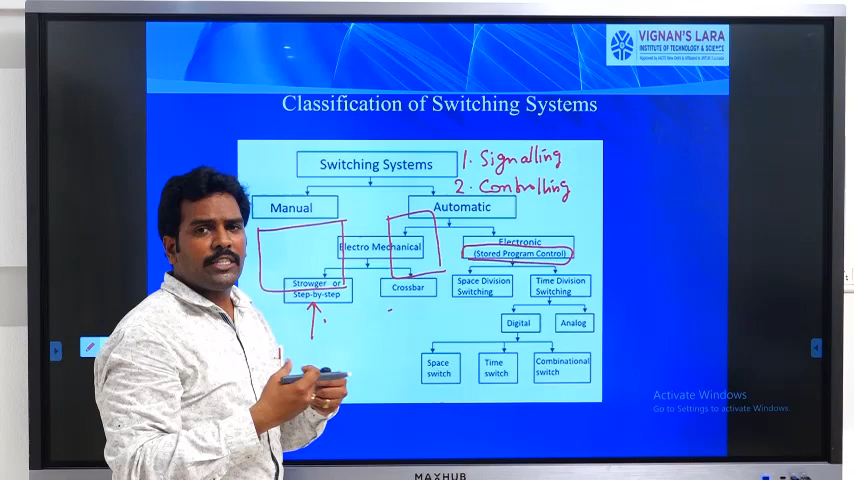 VIGNAN'S LARA
INSTITUTE OF TECHNOLOGY & SCIENCE
Classification of Switching Systems
Switching Systems
1. Signalling
2. Controlling
Manual
Automatic
Electro Mechanical
Electronic
(Stored Program Control)
Strowger or
Step-by-step
Crossbar
Space Division
Switching
Time Division
Switching
Digital
Analog
Space
switch
Time
switch
Combinational
switch
Activate Windows
Go to Settings to activate Windows.
MAXHUB